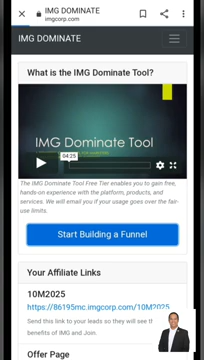 IMG DOMINATE
imgcorp.com
IMG DOMINATE
What is the IMG Dominate Tool?
IMG Dominate Tool
04:25
The IMG Dominate Tool Free Tier enables you to gain free,
hands-on experience with the platform, products, and
services. We will email you if your usage goes over the fair-
use limits.
Start Building a Funnel
Your Affiliate Links
10M2025
https://86195mc.imgcorp.com/10M2025
Send this link to your leads so they will see the
benefits of IMG and Join.
Offer Page